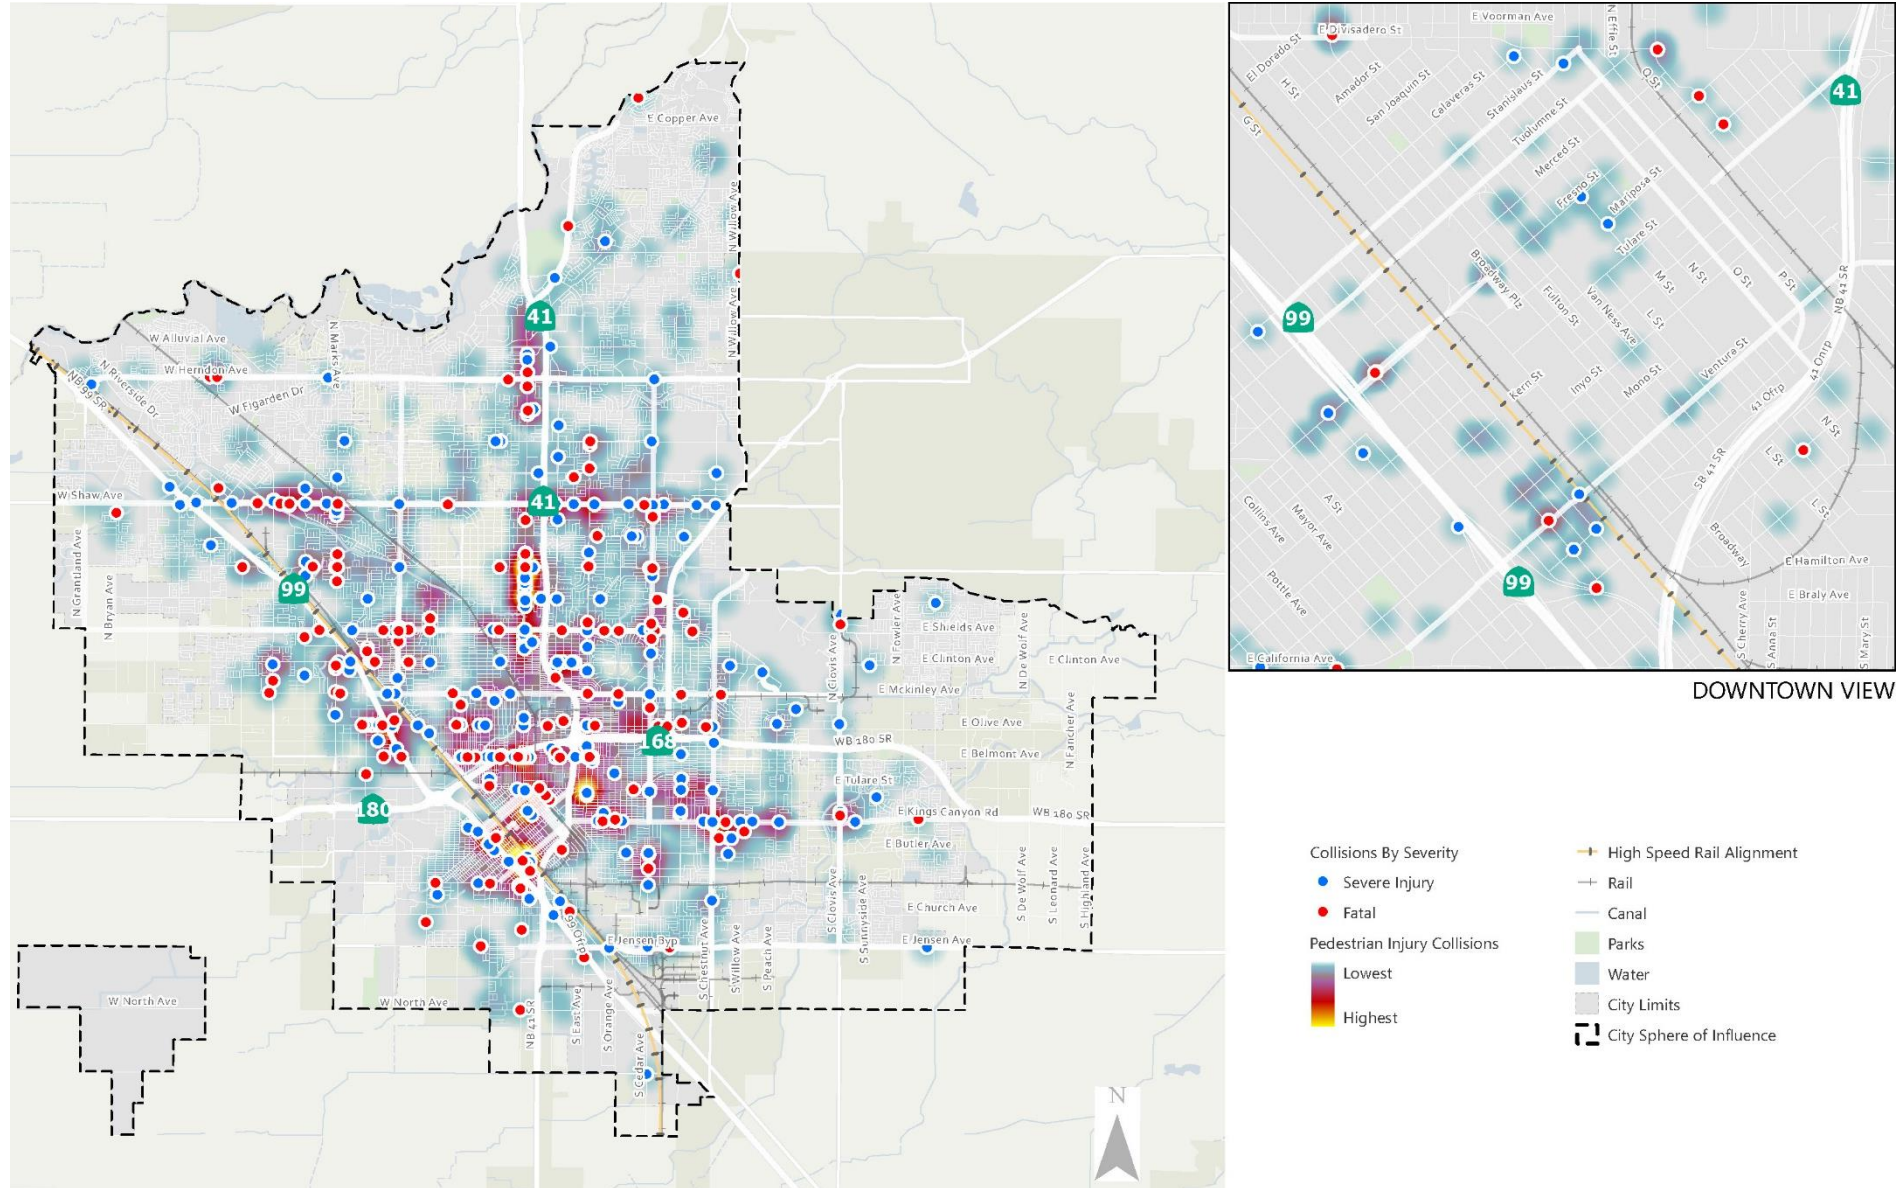 E Copper Ave
N Willow Ave
N Willow Ave
41
W Alluvial Ave
N Marks Ave
W Herndon Ave
N Riverside Dr
NB 99 SR
W Figarden Dr
W Shaw Ave
41
N Grantland Ave
N Bryan Ave
99
N Clovis Ave
N Fowler Ave
E Shields Ave
N De Wolf Ave
E Clinton Ave
E Clinton Ave
E Mckinley Ave
N Fancher Ave
E Olive Ave
168
WB 180 SR
E Belmont Ave
E Tulare St
180
E Kings Canyon Rd
WB 180 SR
E Butler Ave
S De Wolf Ave
S Leonard Ave
S Highland Ave
S Clovis Ave
S Sunnyside Ave
E Church Ave
99 Ofrp
E Jensen Byp
E Jensen Ave
S Chestnut Ave
S Willow Ave
S Peach Ave
W North Ave
W North Ave
NB 41 SR
S East Ave
S Orange Ave
S Cedar Ave
N
E Voorman Ave
E Divisadero St
N Effie St
El Dorado St
H St
Amador St
San Joaquin St
Calaveras St
Stanislaus St
Tuolumne St
Merced St
Q St
41
G St
Fresno St
Mariposa St
Tulare St
Broadway Plz
Fulton St
Van Ness Ave
L St
M St
N St
O St
P St
NB 41 SR
99
Kern St
Inyo St
Mono St
Ventura St
41 Onrp
41 Ofrp
SB 41 SR
N St
L St
L St
Broadway
A St
Mayor Ave
Collins Ave
Pottle Ave
99
E Hamilton Ave
E Braly Ave
S Cherry Ave
S Anna St
S Mary St
E California Ave
DOWNTOWN VIEW
Collisions By Severity
Severe Injury
Fatal
Pedestrian Injury Collisions
Lowest
Highest
High Speed Rail Alignment
Rail
Canal
Parks
Water
City Limits
City Sphere of Influence